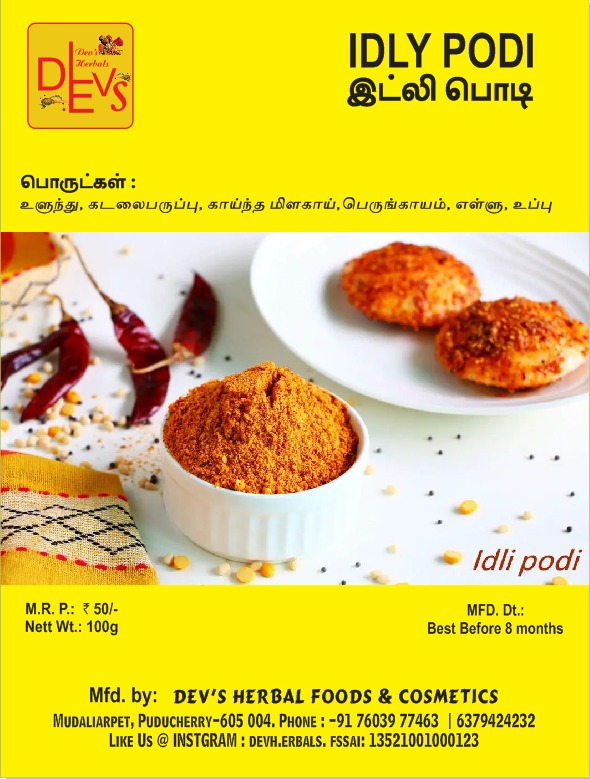 Dev's
Herbals
DEVS
IDLY PODI
இட்லி பொடி
பொருட்கள் :
உளுந்து, கடலைபருப்பு, காய்ந்த மிளகாய்,பெருங்காயம், எள்ளு, உப்பு
Idli podi
M.R. P.: ₹ 50/-
Nett Wt.: 100g
MFD. Dt.:
Best Before 8 months
Mfd. by: DEV'S HERBAL FOODS & COSMETICS
MUDALIARPET, PUDUCHERRY-605 004. PHONE : -91 76039 77463 | 6379424232
LIKE US @ INSTGRAM : DEVH.ERBALS. FSSAI: 13521001000123